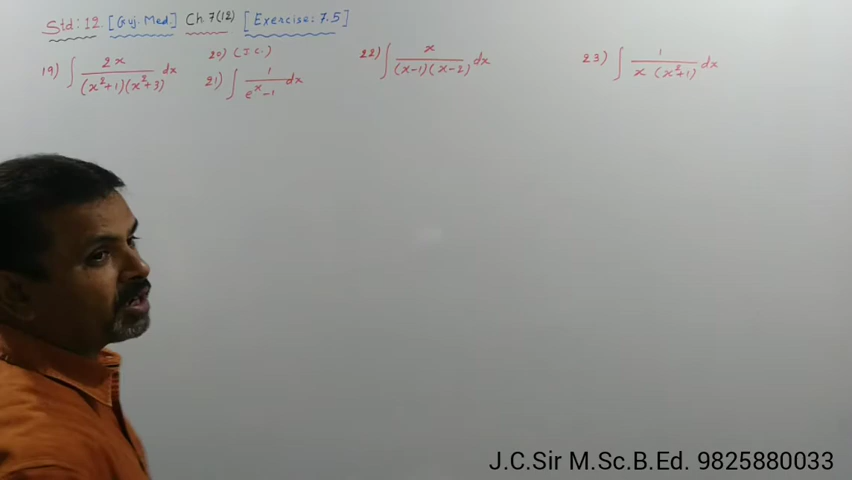 Std: 12. [Guj. Med.] Ch. 7(12) [Exercise: 7.5]
19) ∫ 2x / (x²+1)(x²+3) dx
20) (I.C.)
21) ∫ 1 / eˣ-1 dx
22) ∫ x / (x-1)(x-2) dx
23) ∫ 1 / x (x²+1) dx
J.C.Sir M.Sc.B.Ed. 9825880033